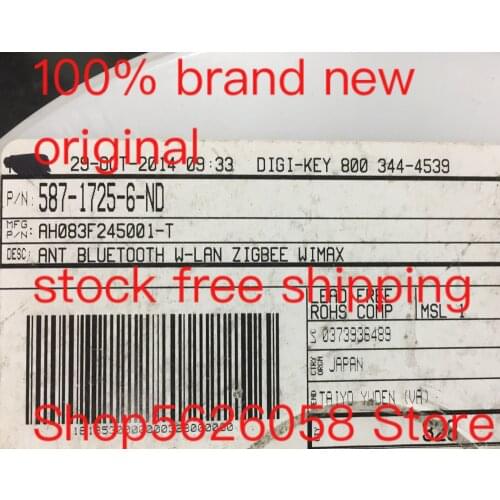 100% brand new
original
29-OCT-2014 09:33 DIGI-KEY 800 344-4539
P/N: 587-1725-6-ND
MFG P/N: AH083F245001-T
DESC: ANT BLUETOOTH W-LAN ZIGBEE WIMAX
stock free shipping
LEAD FREE
ROHS COMP MSL 1
0373936489
JAPAN
TAIYO YUDEN (VA)
Shop5626058 Store